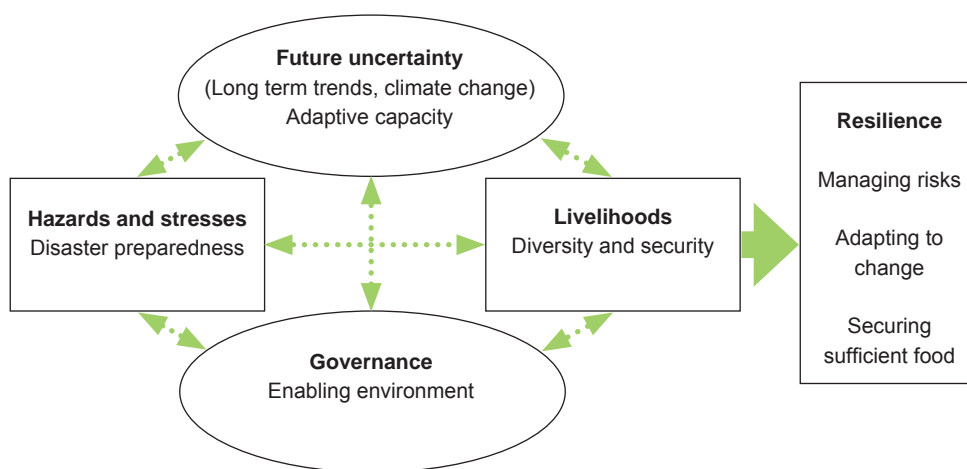 Future uncertainty
(Long term trends, climate change)
Adaptive capacity
Hazards and stresses
Disaster preparedness
Livelihoods
Diversity and security
Governance
Enabling environment
Resilience
Managing risks
Adapting to
change
Securing
sufficient food